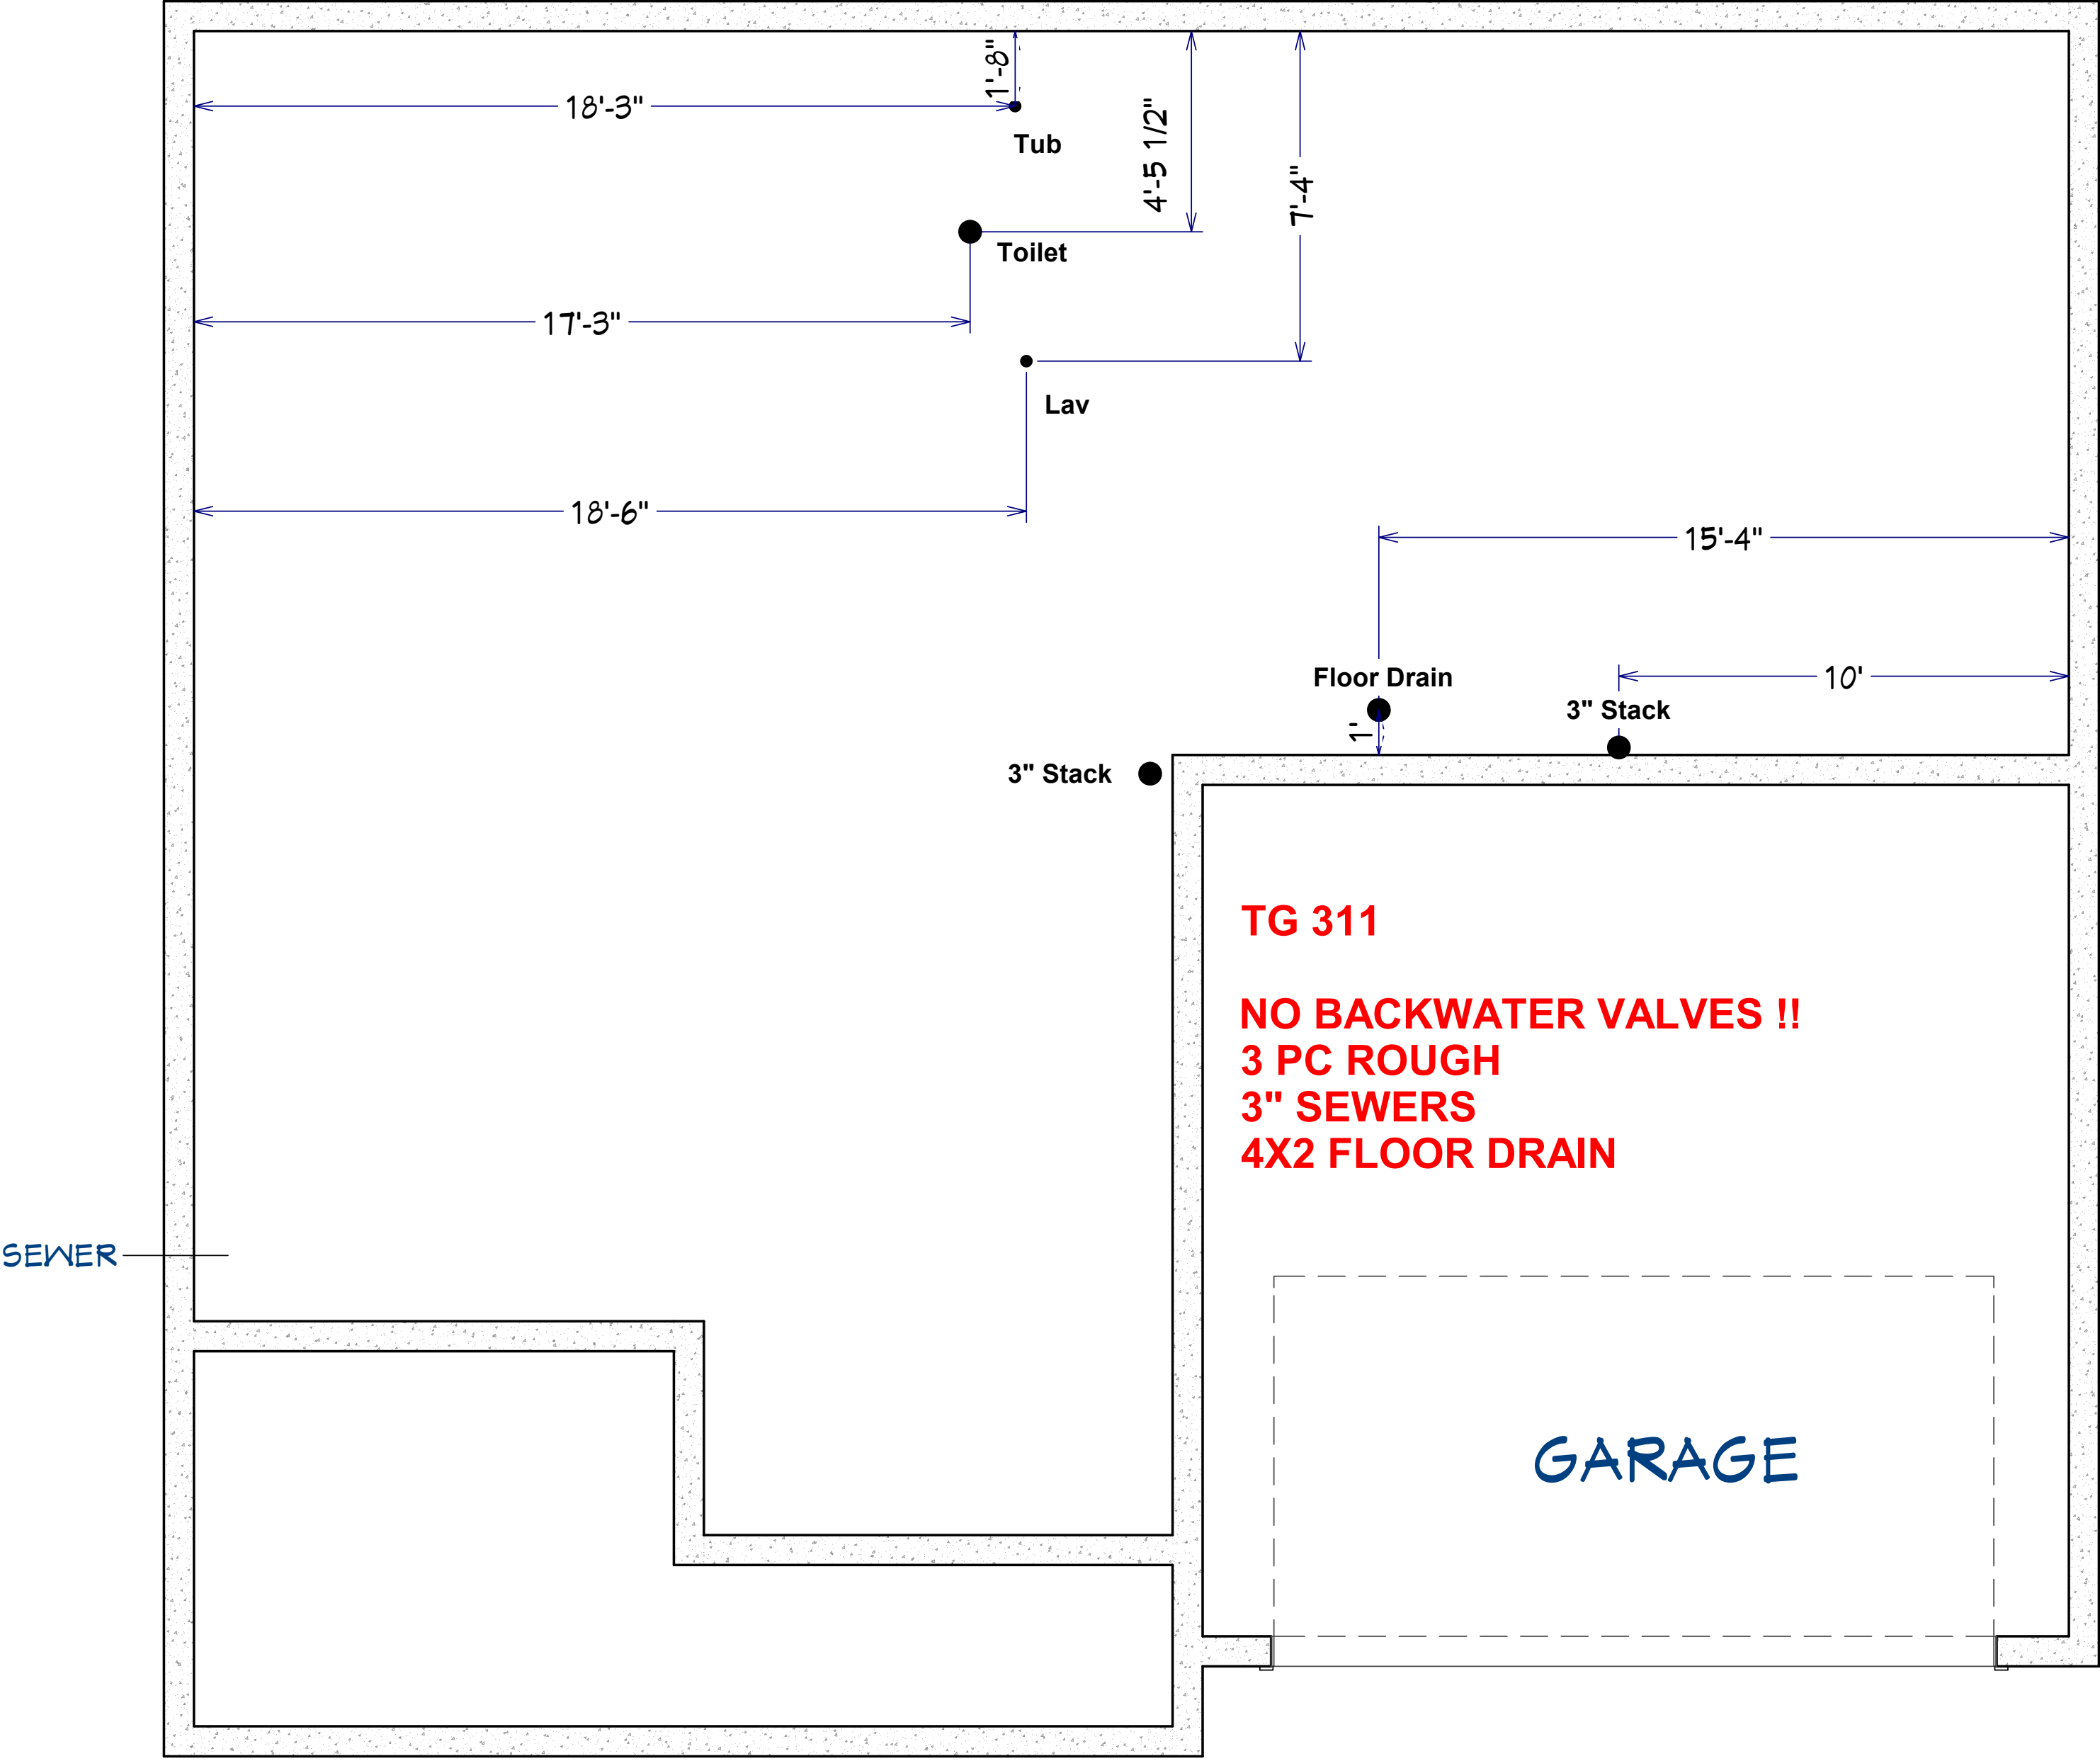 1'-8"
18'-3"
Tub
4'-5 1/2"
7'-4"
Toilet
17'-3"
Lav
18'-6"
15'-4"
Floor Drain
10'
3" Stack
1'
3" Stack
TG 311
NO BACKWATER VALVES !!
3 PC ROUGH
3" SEWERS
4X2 FLOOR DRAIN
SEWER
GARAGE